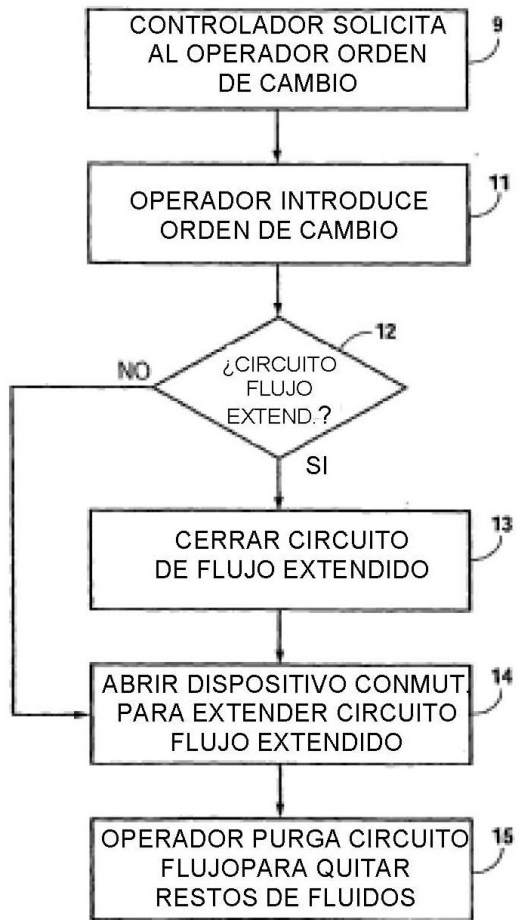 CONTROLADOR SOLICITA
AL OPERADOR ORDEN
DE CAMBIO
9
OPERADOR INTRODUCE
ORDEN DE CAMBIO
11
12
¿CIRCUITO
FLUJO
EXTEND.?
NO
SI
CERRAR CIRCUITO
DE FLUJO EXTENDIDO
13
ABRIR DISPOSITIVO CONMUT.
PARA EXTENDER CIRCUITO
FLUJO EXTENDIDO
14
OPERADOR PURGA CIRCUITO
FLUJOPARA QUITAR
RESTOS DE FLUIDOS
15